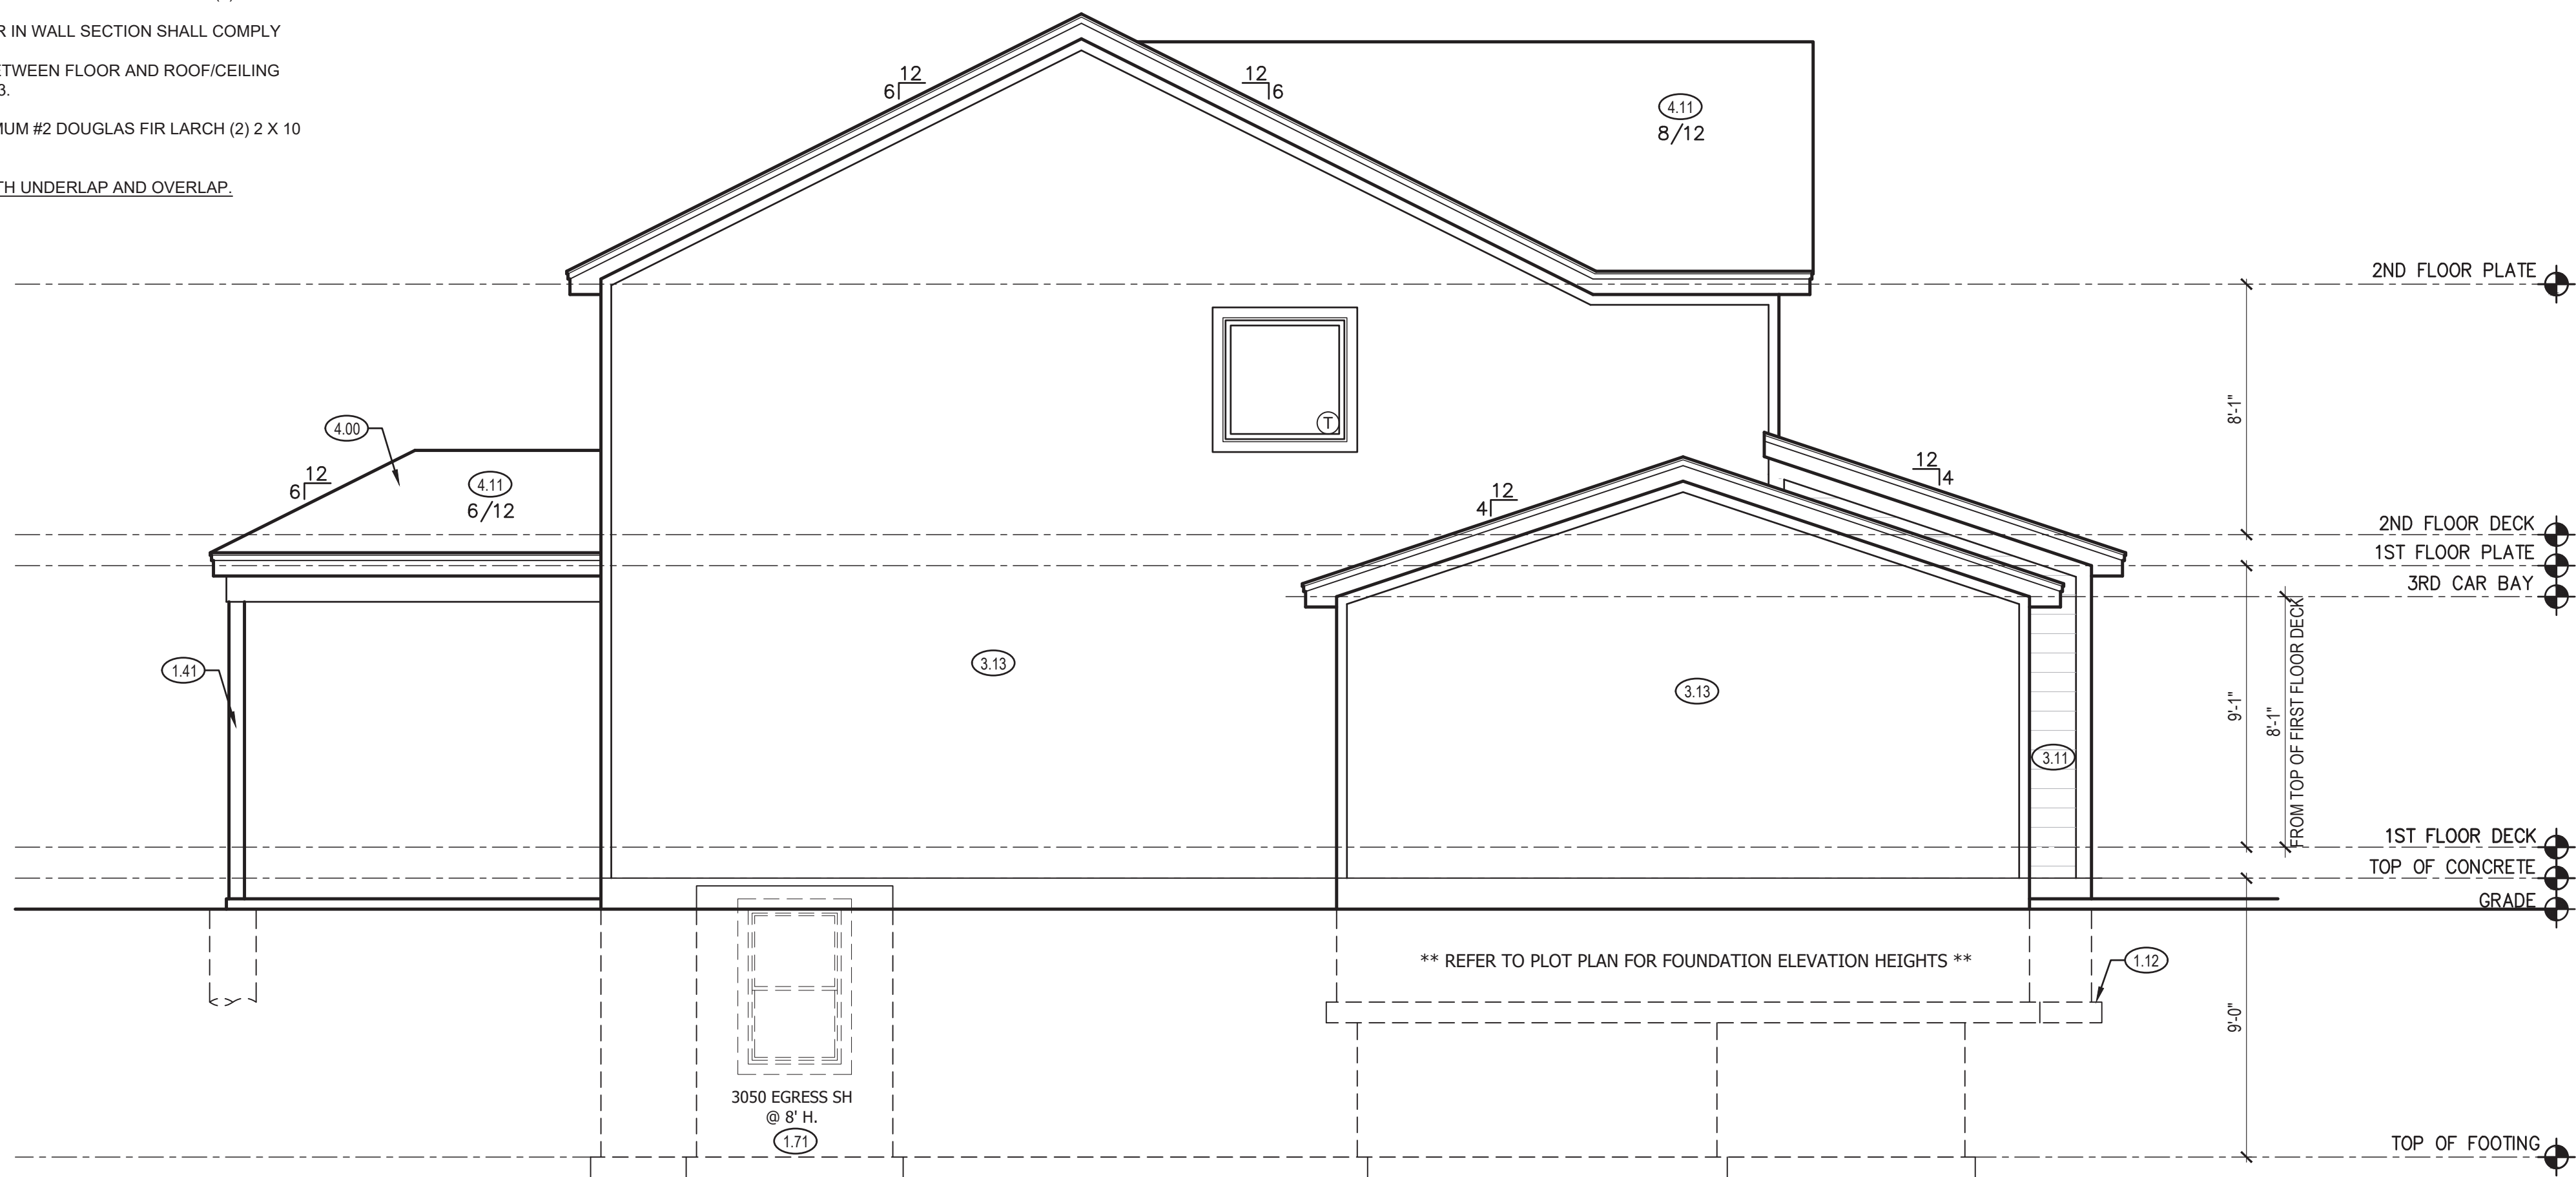 R IN WALL SECTION SHALL COMPLY
ETWEEN FLOOR AND ROOF/CEILING
3.
MUM #2 DOUGLAS FIR LARCH (2) 2 X 10
TH UNDERLAP AND OVERLAP.
12
6
12
6
4.11
8/12
2ND FLOOR PLATE
T
8'-1"
4.00
12
6
4.11
6/12
12
4
12
4
2ND FLOOR DECK
1ST FLOOR PLATE
3RD CAR BAY
1.41
3.13
3.13
3.11
9'-1"
8'-1"
FROM TOP OF FIRST FLOOR DECK
1ST FLOOR DECK
TOP OF CONCRETE
GRADE
** REFER TO PLOT PLAN FOR FOUNDATION ELEVATION HEIGHTS **
1.12
9'-0"
3050 EGRESS SH
@ 8' H.
1.71
TOP OF FOOTING